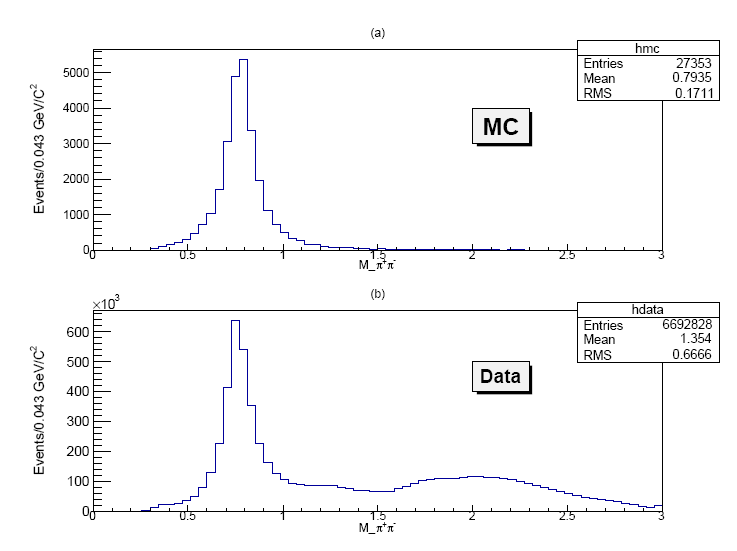 (a)
hmc
Entries 27353
Mean 0.7935
RMS 0.1711
MC
Events/0.043 GeV/C²
5000
4000
3000
2000
1000
0
0 0.5 1 1.5 2 2.5 3
M_π⁺π⁻
(b)
×10³
hdata
Entries 6692828
Mean 1.354
RMS 0.6666
Data
Events/0.043 GeV/C²
600
500
400
300
200
100
0
0 0.5 1 1.5 2 2.5 3
M_π⁺π⁻